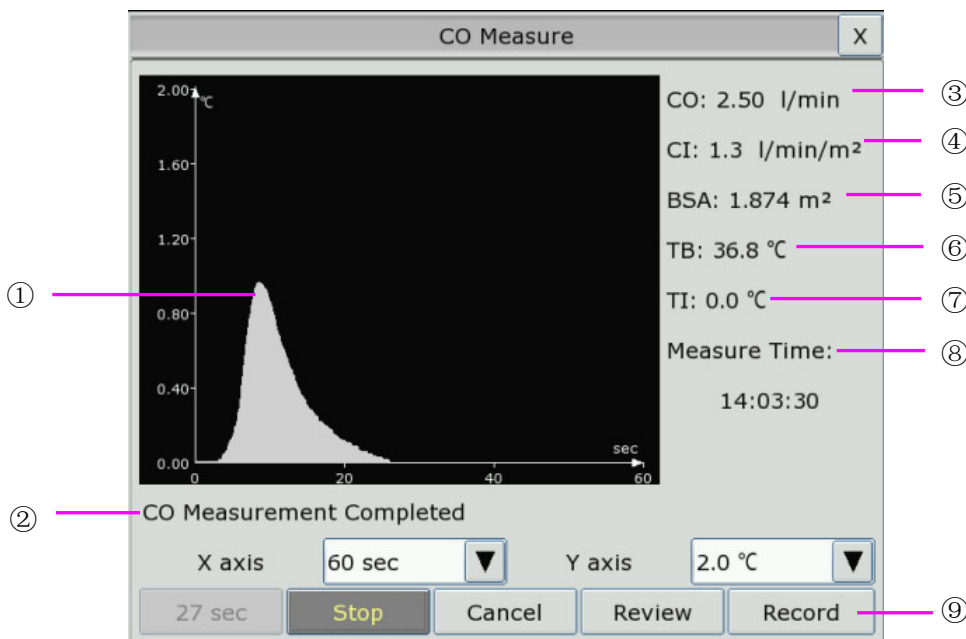 CO Measure X
2.00 ℃
1.60
1.20
0.80
0.40
0.00
0 20 40 60
sec
CO: 2.50 l/min ③
CI: 1.3 l/min/m² ④
BSA: 1.874 m² ⑤
TB: 36.8 ℃ ⑥
① TI: 0.0 ℃ ⑦
Measure Time: ⑧
14:03:30
② CO Measurement Completed
X axis 60 sec Y axis 2.0 ℃
27 sec Stop Cancel Review Record ⑨